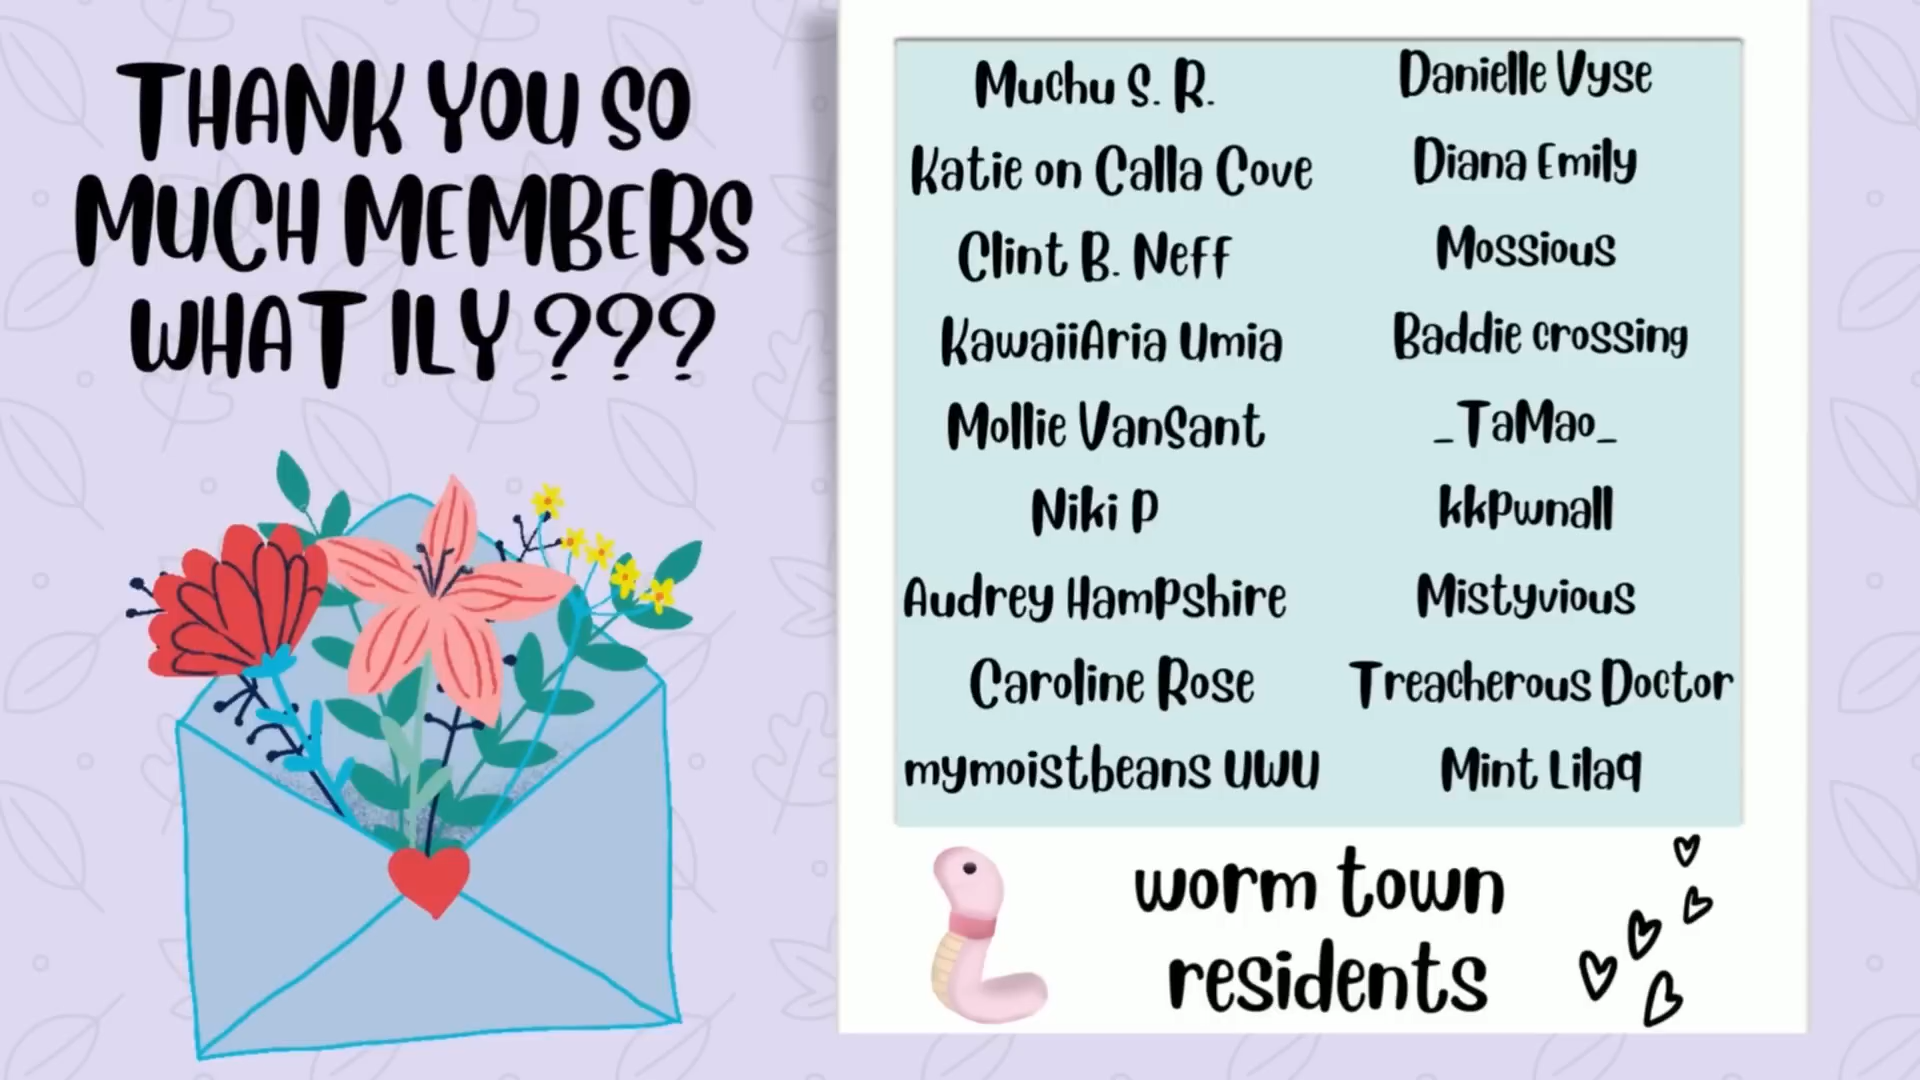 THANK YOU SO
MUCH MEMBERS
WHAT ILY ???
Muchu S. R.
Katie on Calla Cove
Clint B. Neff
KawaiiAria Umia
Mollie VanSant
Niki P
Audrey Hampshire
Caroline Rose
mymoistbeans UWU
Danielle Vyse
Diana Emily
Mossious
Baddie crossing
_TaMao_
kkpwnall
Mistyvious
Treacherous Doctor
Mint Lilaq
worm town
residents